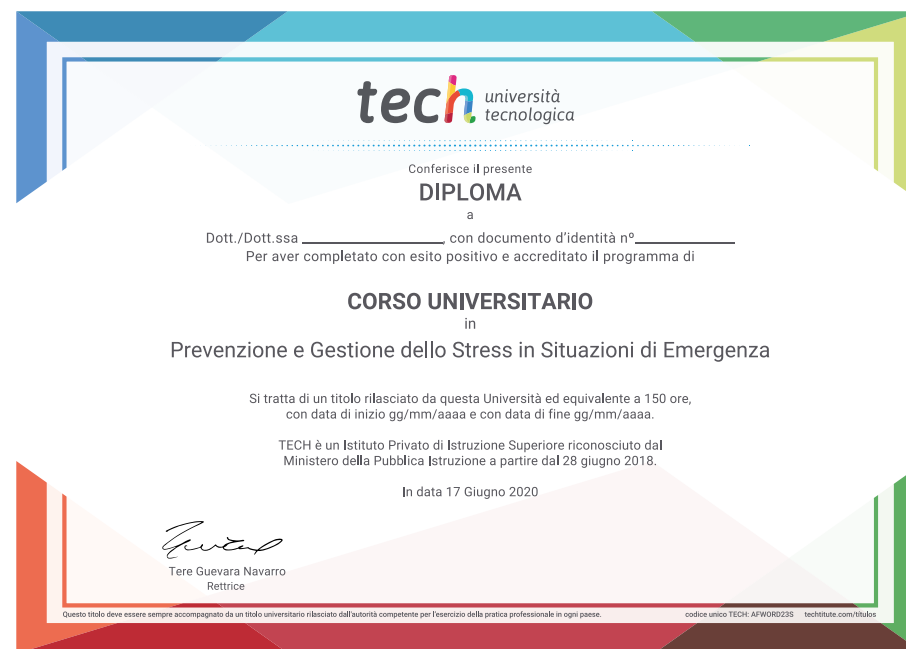 tech università
tecnologica
Conferisce il presente
DIPLOMA
a
Dott./Dott.ssa ____________________, con documento d'identità nº______________
Per aver completato con esito positivo e accreditato il programma di
CORSO UNIVERSITARIO
in
Prevenzione e Gestione dello Stress in Situazioni di Emergenza
Si tratta di un titolo rilasciato da questa Università ed equivalente a 150 ore,
con data di inizio gg/mm/aaaa e con data di fine gg/mm/aaaa.
TECH è un Istituto Privato di Istruzione Superiore riconosciuto dal
Ministero della Pubblica Istruzione a partire dal 28 giugno 2018.
In data 17 Giugno 2020
Tere Guevara Navarro
Rettrice
Questo titolo deve essere sempre accompagnato da un titolo universitario rilasciato dall'autorità competente per l'esercizio della pratica professionale in ogni paese. codice unico TECH: AFWORD23S techtitute.com/titulos